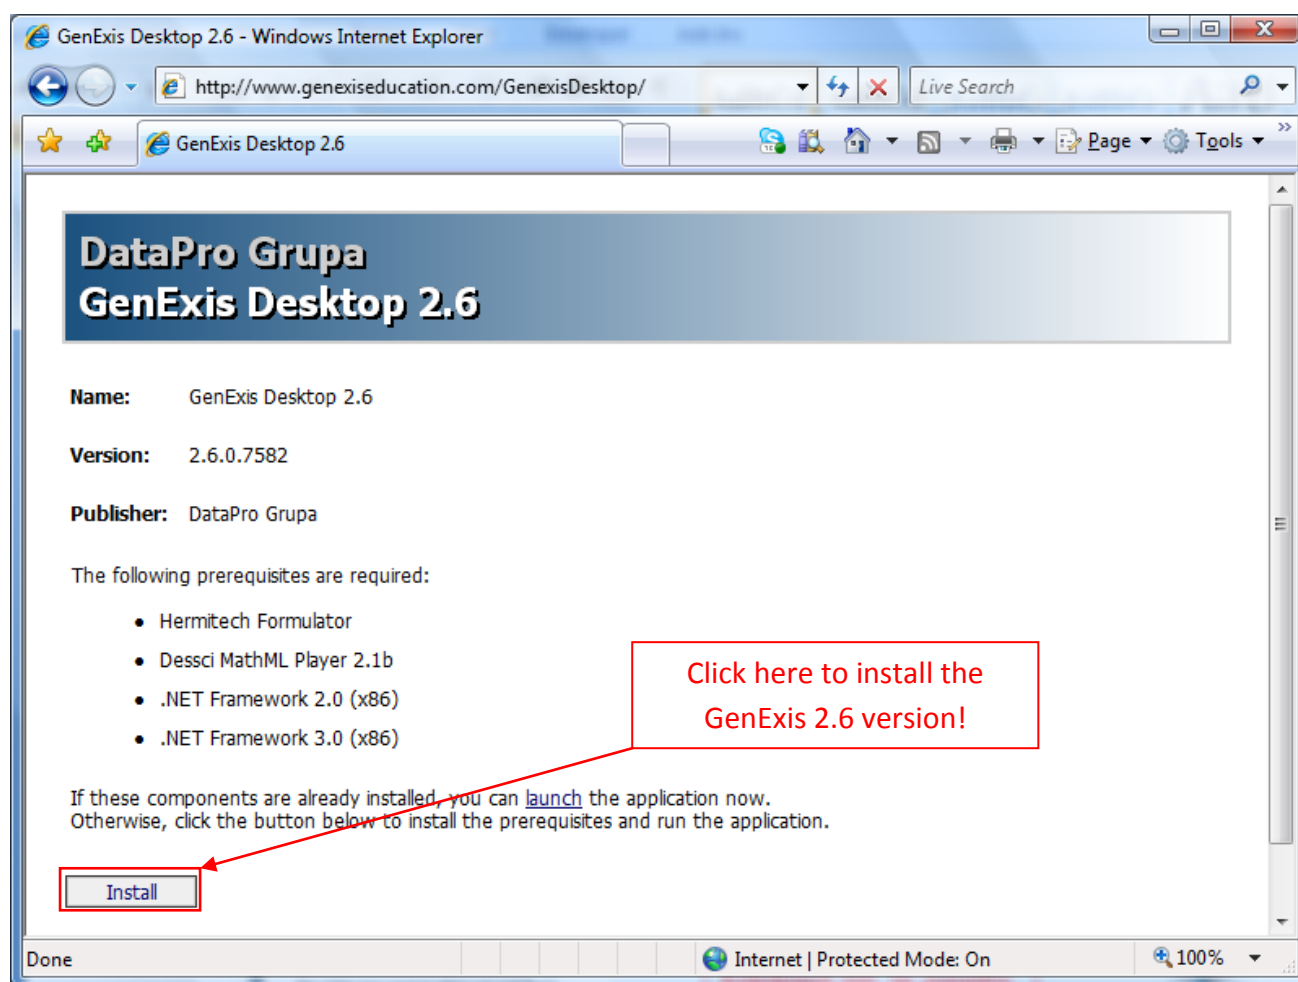 GenExis Desktop 2.6 - Windows Internet Explorer
http://www.genexiseducation.com/GenexisDesktop/
Live Search
GenExis Desktop 2.6
Page
Tools
DataPro Grupa
GenExis Desktop 2.6
Name: GenExis Desktop 2.6
Version: 2.6.0.7582
Publisher: DataPro Grupa
The following prerequisites are required:
• Hermitech Formulator
• Dessci MathML Player 2.1b
• .NET Framework 2.0 (x86)
• .NET Framework 3.0 (x86)
Click here to install the
GenExis 2.6 version!
If these components are already installed, you can launch the application now.
Otherwise, click the button below to install the prerequisites and run the application.
Install
Done
Internet | Protected Mode: On
100%